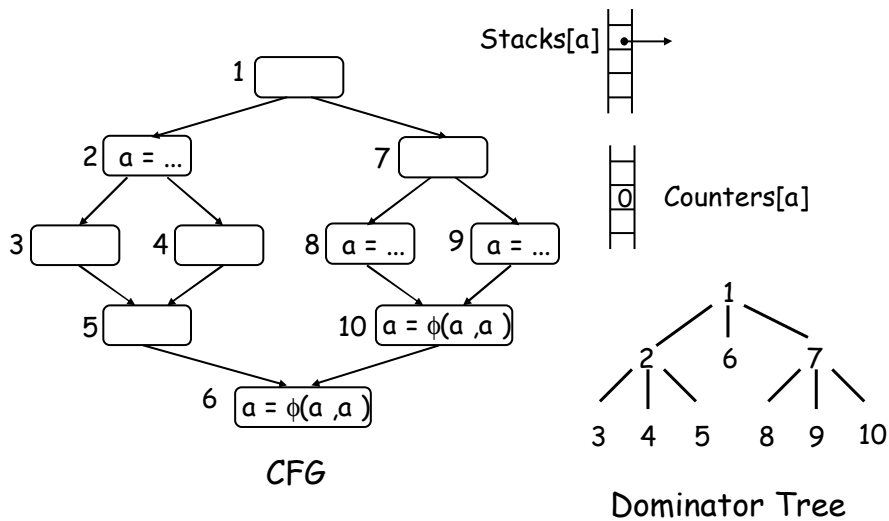 Stacks[a]
1
2 a = ...
7
0 Counters[a]
3
4
8 a = ...
9 a = ...
5
10 a = ϕ(a ,a )
6 a = ϕ(a ,a )
CFG
1
2 6 7
3 4 5 8 9 10
Dominator Tree